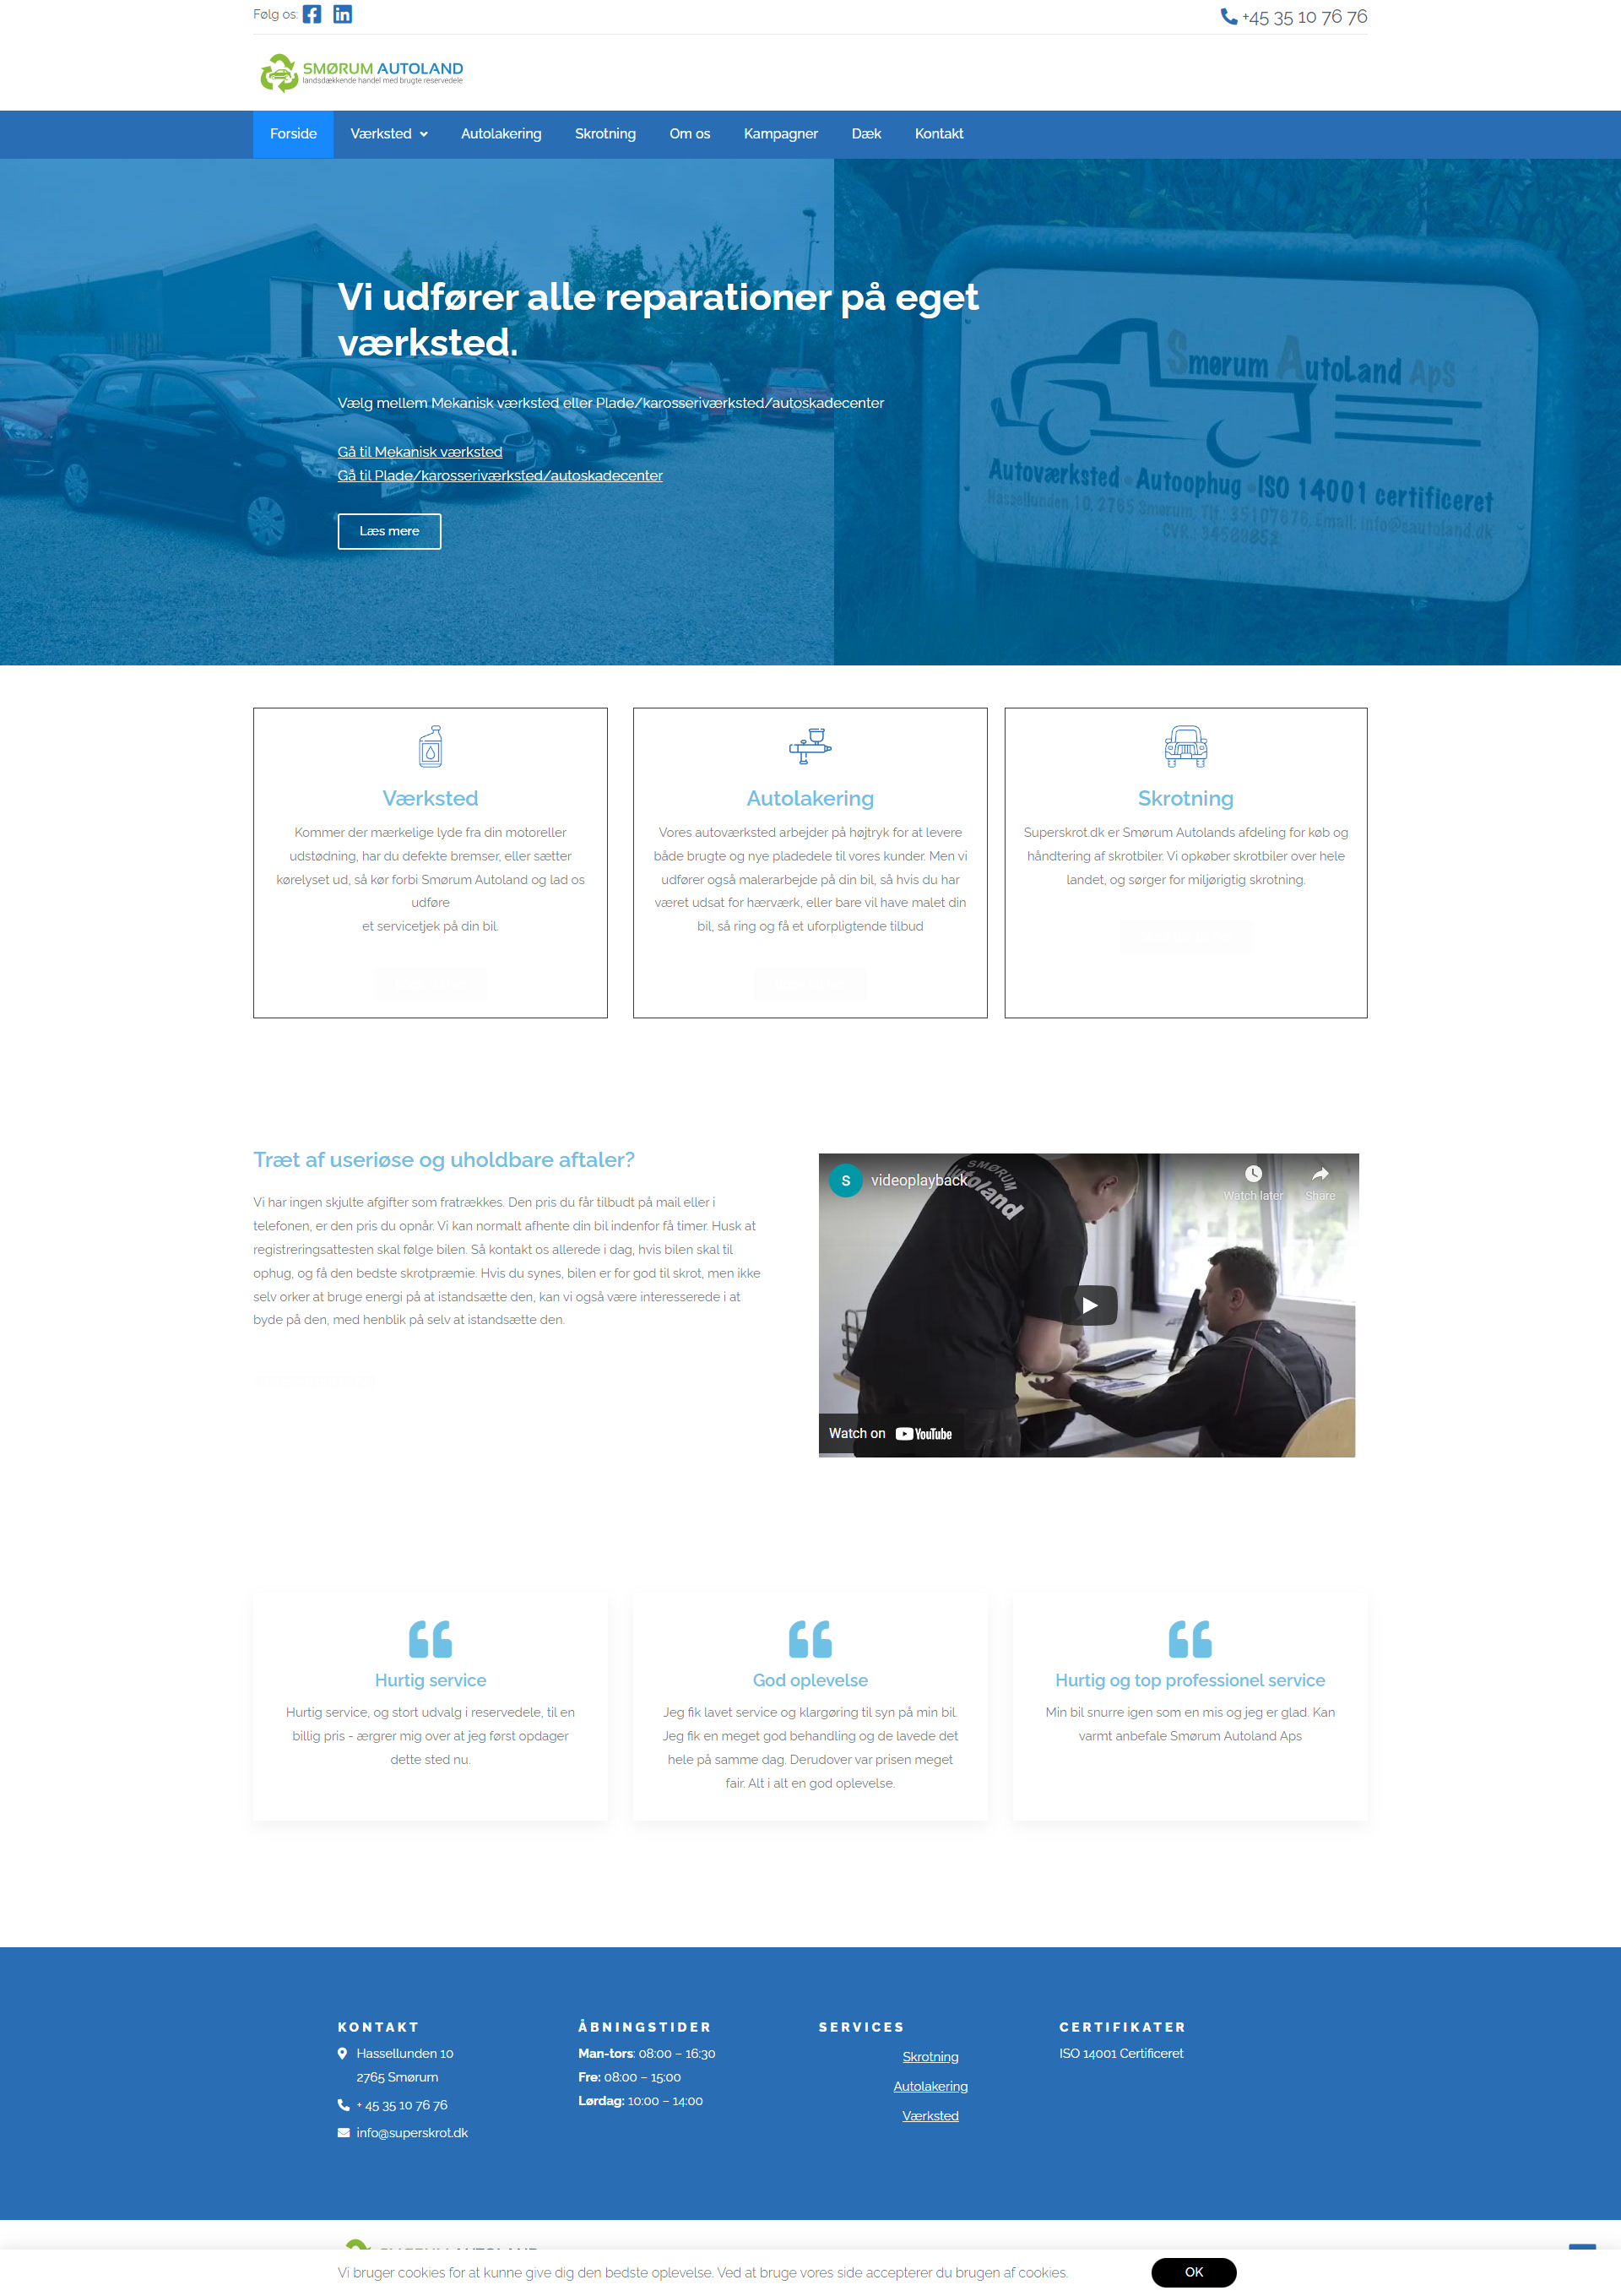 Følg os:
+45 35 10 76 76
SMØRUM AUTOLAND
landsdækkende handel med brugte reservedele
Forside
Værksted
Autolakering
Skrotning
Om os
Kampagner
Dæk
Kontakt
Vi udfører alle reparationer på eget
værksted.
Vælg mellem Mekanisk værksted eller Plade/karosseriværksted/autoskadecenter
Gå til Mekanisk værksted
Gå til Plade/karosseriværksted/autoskadecenter
Læs mere
Smørum AutoLand ApS
Autoværksted • Autoophug • ISO 14001 certificeret
Hassellunden 10, 2765 Smørum, Tlf.: 35107676, Email: info@sautoland.dk
CVR.: 34589852
Værksted
Kommer der mærkelige lyde fra din motoreller
udstødning, har du defekte bremser, eller sætter
kørelyset ud, så kør forbi Smørum Autoland og lad os
udføre
et servicetjek på din bil.
Autolakering
Vores autoværksted arbejder på højtryk for at levere
både brugte og nye pladedele til vores kunder. Men vi
udfører også malerarbejde på din bil, så hvis du har
været udsat for hærværk, eller bare vil have malet din
bil, så ring og få et uforpligtende tilbud
Skrotning
Superskrot.dk er Smørum Autolands afdeling for køb og
håndtering af skrotbiler. Vi opkøber skrotbiler over hele
landet, og sørger for miljørigtig skrotning.
Træt af useriøse og uholdbare aftaler?
Vi har ingen skjulte afgifter som fratrækkes. Den pris du får tilbudt på mail eller i
telefonen, er den pris du opnår. Vi kan normalt afhente din bil indenfor få timer. Husk at
registreringsattesten skal følge bilen. Så kontakt os allerede i dag, hvis bilen skal til
ophug, og få den bedste skrotpræmie. Hvis du synes, bilen er for god til skrot, men ikke
selv orker at bruge energi på at istandsætte den, kan vi også være interesserede i at
byde på den, med henblik på selv at istandsætte den.
S
videoplayback
Watch later
Share
SMØRUM
autoland
Watch on
YouTube
Hurtig service
Hurtig service, og stort udvalg i reservedele, til en
billig pris - ærgrer mig over at jeg først opdager
dette sted nu.
God oplevelse
Jeg fik lavet service og klargøring til syn på min bil.
Jeg fik en meget god behandling og de lavede det
hele på samme dag. Derudover var prisen meget
fair. Alt i alt en god oplevelse.
Hurtig og top professionel service
Min bil snurre igen som en mis og jeg er glad. Kan
varmt anbefale Smørum Autoland Aps
KONTAKT
Hassellunden 10
2765 Smørum
+ 45 35 10 76 76
info@superskrot.dk
ÅBNINGSTIDER
Man-tors: 08:00 – 16:30
Fre: 08:00 – 15:00
Lørdag: 10:00 – 14:00
SERVICES
Skrotning
Autolakering
Værksted
CERTIFIKATER
ISO 14001 Certificeret
Vi bruger cookies for at kunne give dig den bedste oplevelse. Ved at bruge vores side accepterer du brugen af cookies.
OK